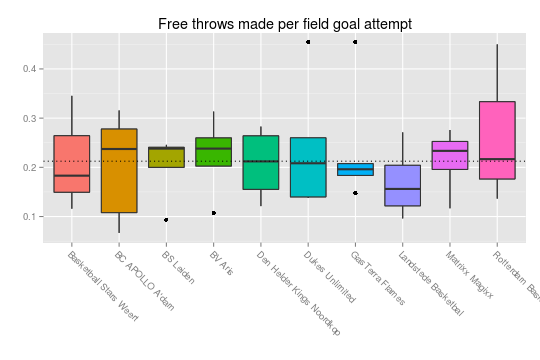 Free throws made per field goal attempt
0.4
0.3
0.2
0.1
Basketball Stars Weert
BC APOLLO A'dam
BS Leiden
BV Aris
Den Helder Kings Noordkop
Dukes Unlimited
GasTerra Flames
Landstede Basketbal
Matrixx Magixx
Rotterdam Bas